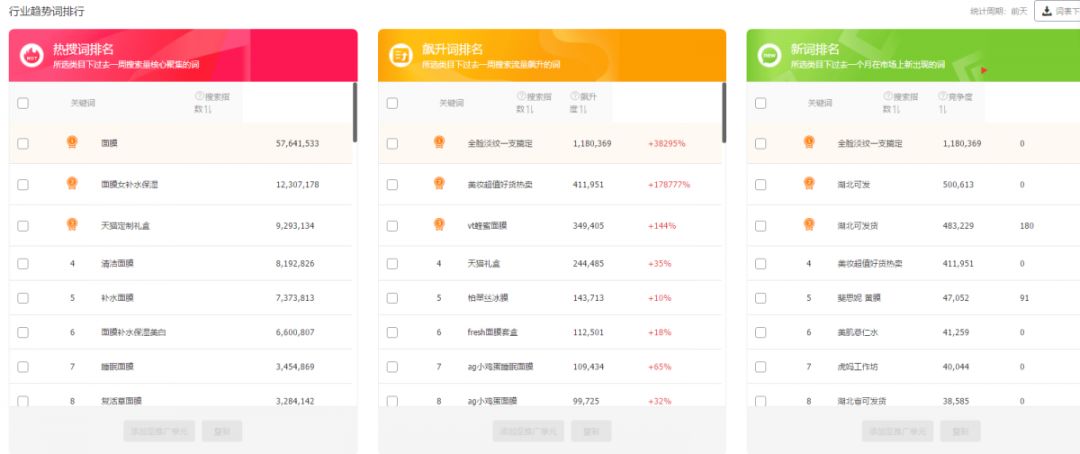 行业趋势词排行
统计周期: 前天
词表下
HOT
热搜词排名
所选类目下过去一周搜索最核心聚集的词
关键词
搜索指
数
1 面膜 57,641,533
2 面膜女补水保湿 12,307,178
3 天猫定制礼盒 9,293,134
4 清洁面膜 8,192,826
5 补水面膜 7,373,813
6 面膜补水保湿美白 6,600,807
7 睡眠面膜 3,454,869
8 复活草面膜 3,284,142
添加至推广单元 复制
飙升词排名
所选类目下过去一周搜索流量飙升的词
关键词
搜索指
数
飙升
度
1 全脸淡纹一支搞定 1,180,369 +38295%
2 美妆超值好货热卖 411,951 +178777%
3 vt蜂蜜面膜 349,405 +144%
4 天猫礼盒 244,485 +35%
5 柏蕾丝冰膜 143,713 +10%
6 fresh面膜套盒 112,501 +18%
7 ag小鸡蛋睡眠面膜 109,434 +65%
8 ag小鸡蛋面膜 99,725 +32%
添加至推广单元 复制
new
新词排名
所选类目下过去一个月在市场上新出现的词
关键词
搜索指
数
竞争度
1 全脸淡纹一支搞定 1,180,369 0
2 湖北可发 500,613 0
3 湖北可发货 483,229 180
4 美妆超值好货热卖 411,951 0
5 斐思妮 黄膜 47,052 91
6 美肌薏仁水 41,259 0
7 虎妈工作坊 40,044 0
8 湖北省可发货 38,585 0
添加至推广单元 复制